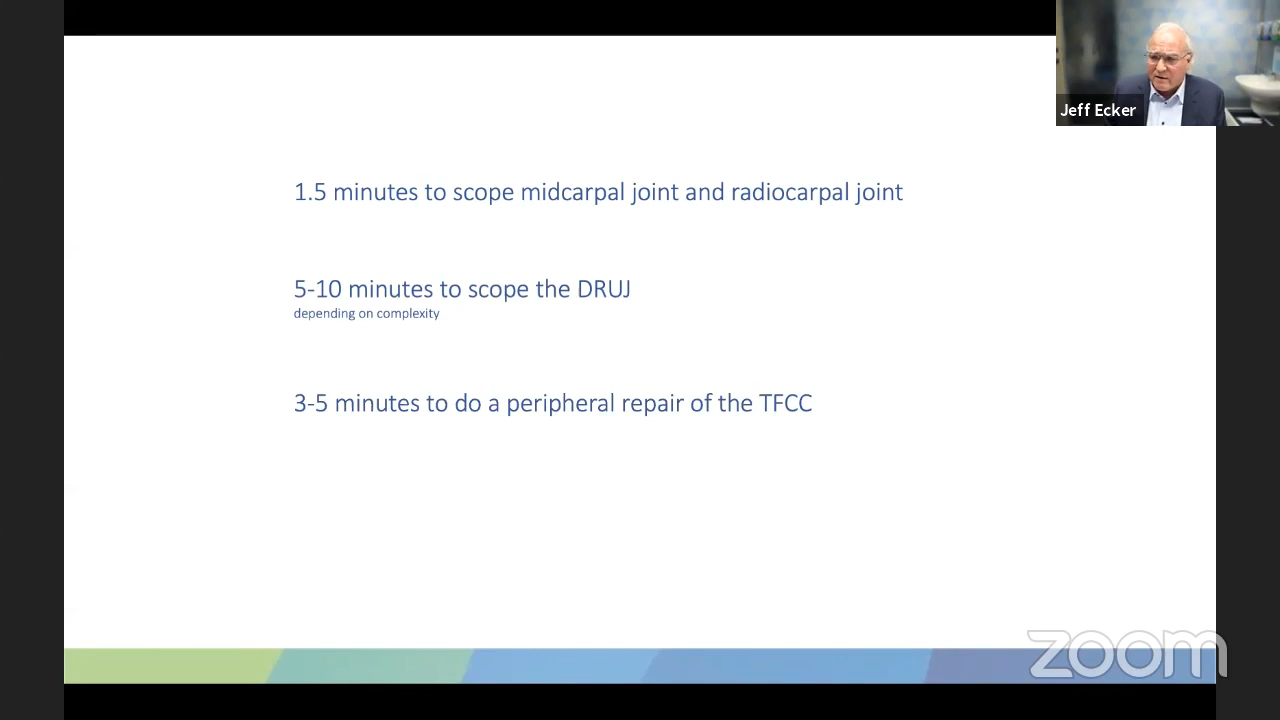 Jeff Ecker
1.5 minutes to scope midcarpal joint and radiocarpal joint
5-10 minutes to scope the DRUJ
depending on complexity
3-5 minutes to do a peripheral repair of the TFCC
zoom